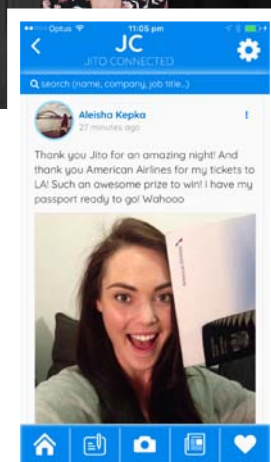 Optus 11:05 pm
JC
JITO CONNECTED
search (name, company, job title..)
Aleisha Kepka
27 minutes ago
Thank you Jito for an amazing night! And
thank you American Airlines for my tickets to
LA! Such an awesome prize to win! I have my
passport ready to go! Wahooo